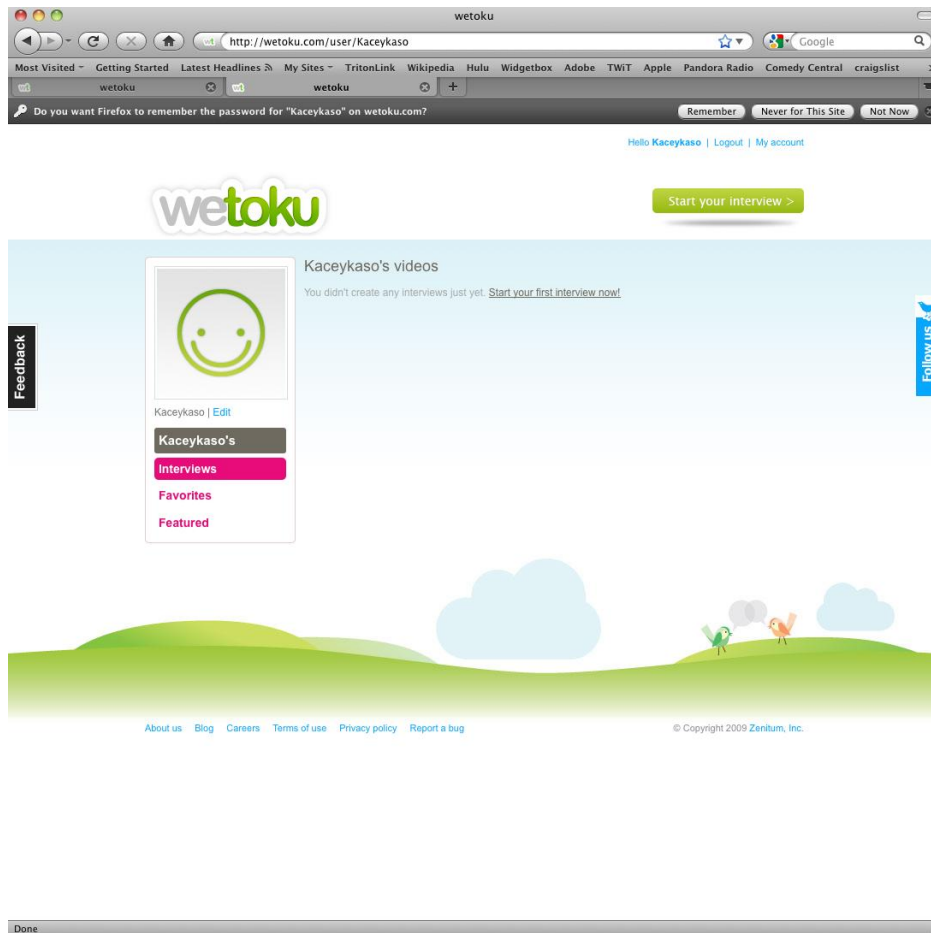 wetoku
http://wetoku.com/user/Kaceykaso
Google
Most Visited Getting Started Latest Headlines My Sites TritonLink Wikipedia Hulu Widgetbox Adobe TWiT Apple Pandora Radio Comedy Central craigslist
wetoku wetoku +
Do you want Firefox to remember the password for "Kaceykaso" on wetoku.com? Remember Never for This Site Not Now
Hello Kaceykaso | Logout | My account
wetoku
Start your interview >
Kaceykaso's videos
You didn't create any interviews just yet. Start your first interview now!
Feedback
Follow us
Kaceykaso | Edit
Kaceykaso's
Interviews
Favorites
Featured
About us Blog Careers Terms of use Privacy policy Report a bug © Copyright 2009 Zenitum, Inc.
Done